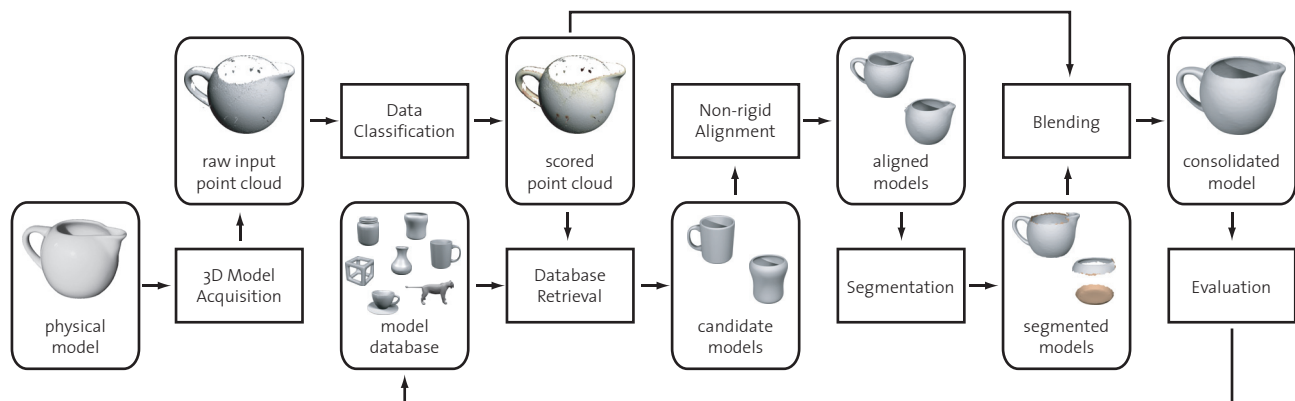 raw input
point cloud
Data
Classification
scored
point cloud
Non-rigid
Alignment
aligned
models
Blending
consolidated
model
physical
model
3D Model
Acquisition
model
database
Database
Retrieval
candidate
models
Segmentation
segmented
models
Evaluation